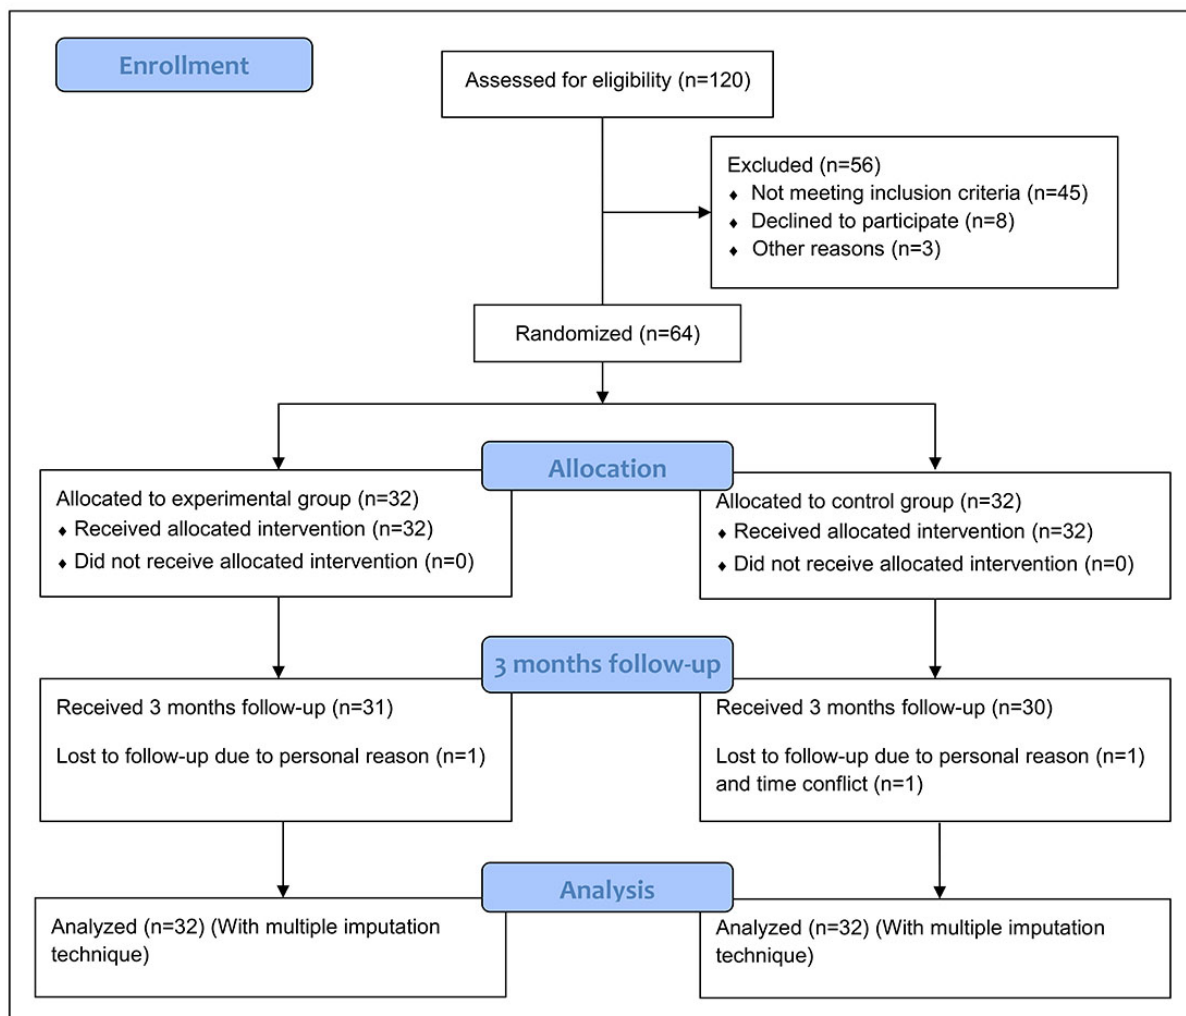 Enrollment
Assessed for eligibility (n=120)
Excluded (n=56)
♦ Not meeting inclusion criteria (n=45)
♦ Declined to participate (n=8)
♦ Other reasons (n=3)
Randomized (n=64)
Allocation
Allocated to experimental group (n=32)
♦ Received allocated intervention (n=32)
♦ Did not receive allocated intervention (n=0)
Allocated to control group (n=32)
♦ Received allocated intervention (n=32)
♦ Did not receive allocated intervention (n=0)
3 months follow-up
Received 3 months follow-up (n=31)
Lost to follow-up due to personal reason (n=1)
Received 3 months follow-up (n=30)
Lost to follow-up due to personal reason (n=1)
and time conflict (n=1)
Analysis
Analyzed (n=32) (With multiple imputation
technique)
Analyzed (n=32) (With multiple imputation
technique)